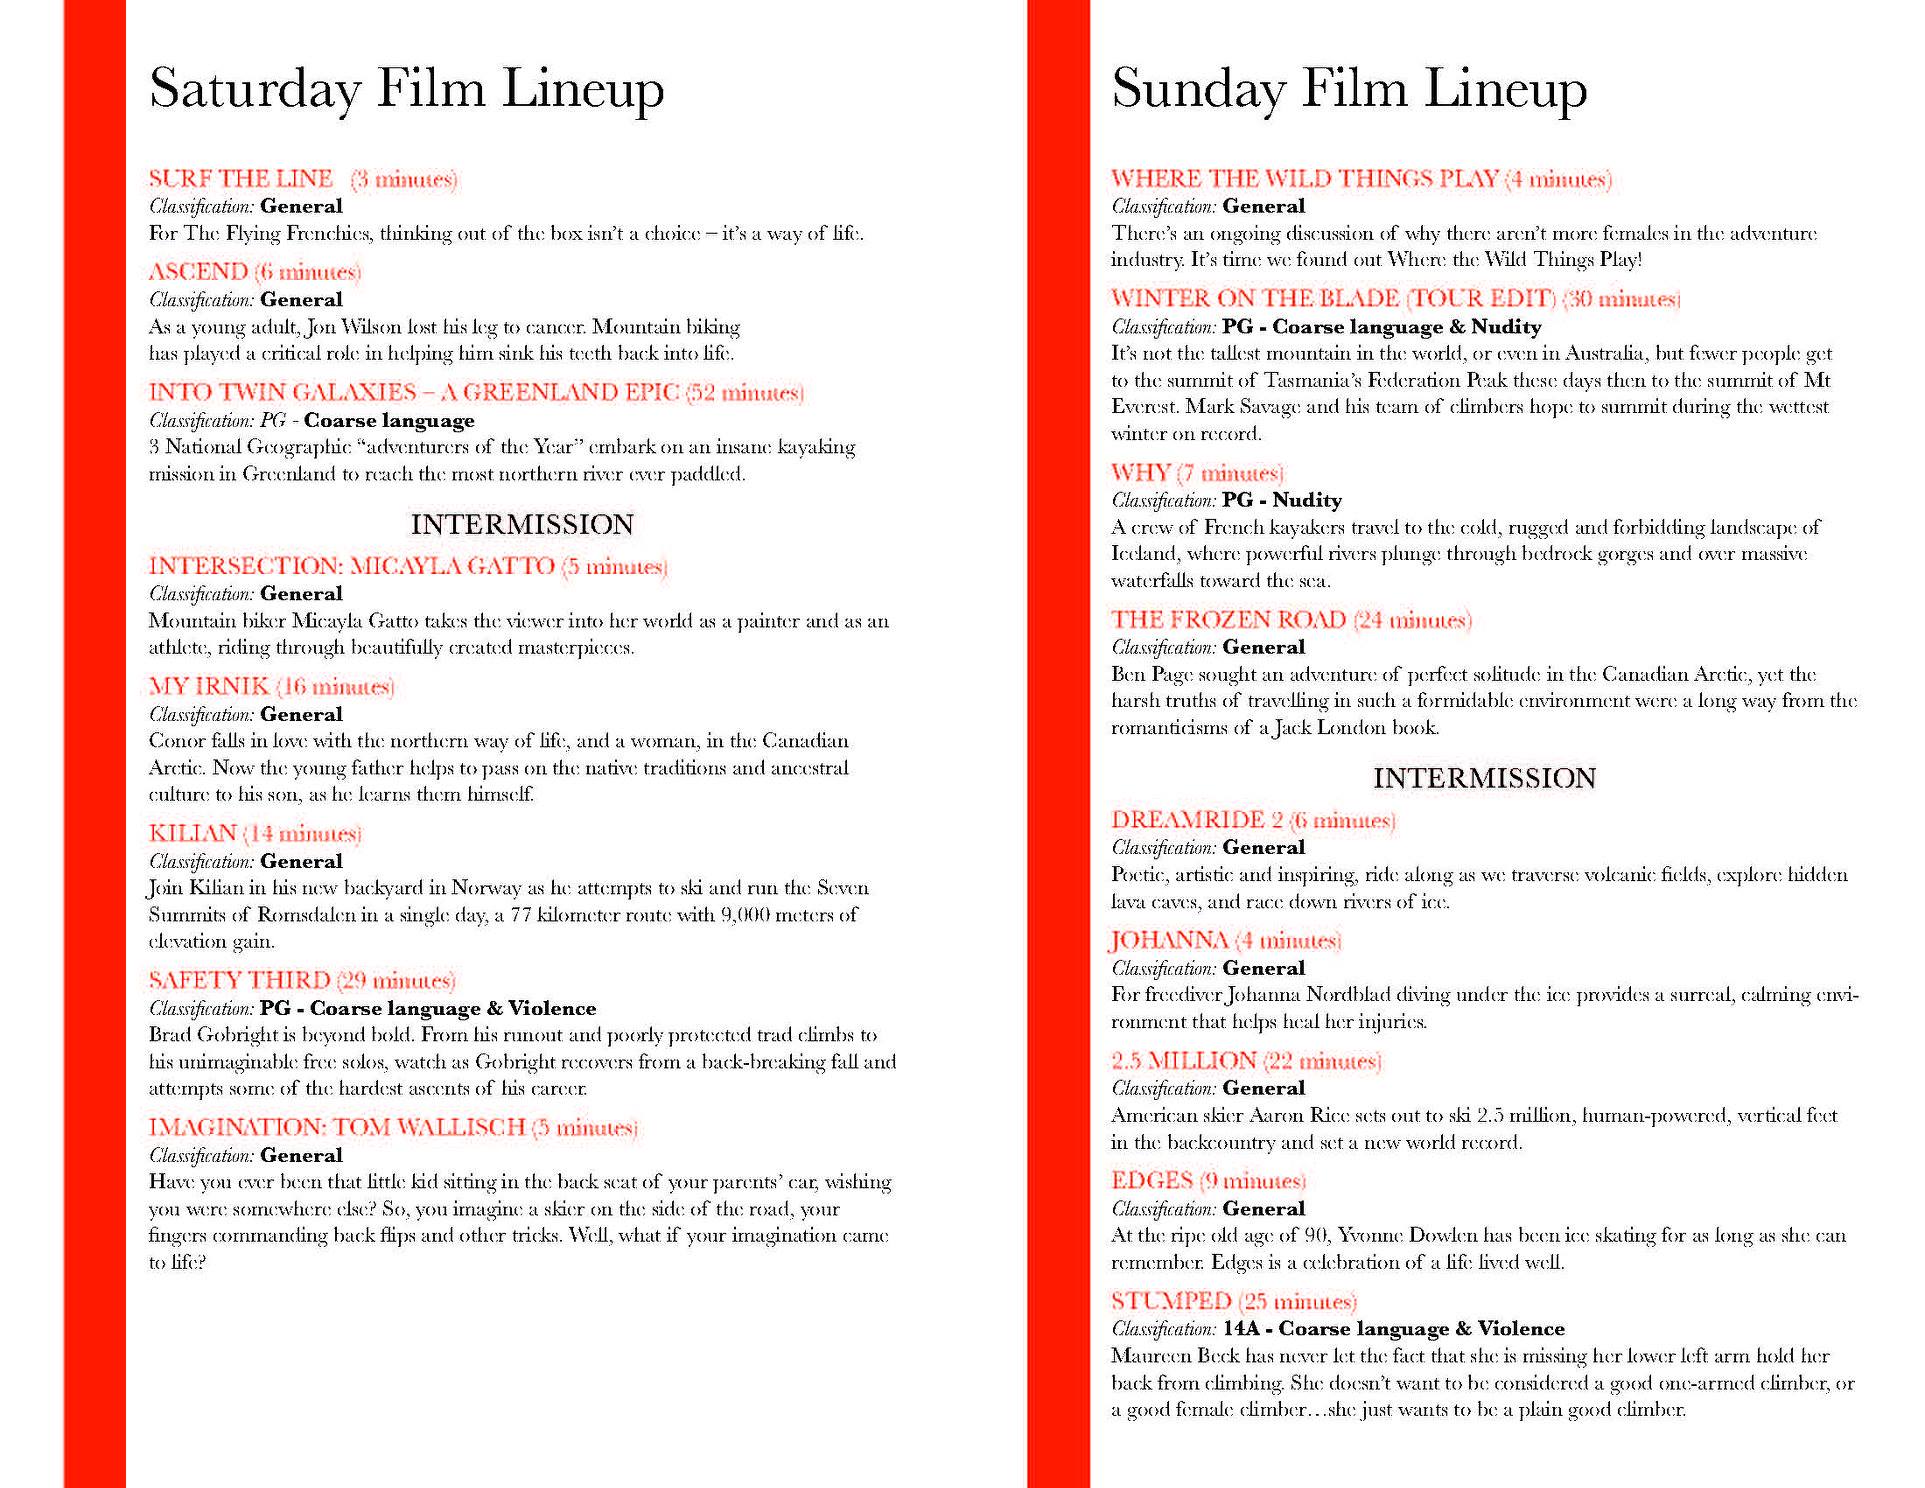 Saturday Film Lineup
SURF THE LINE (3 minutes)
Classification: General
For The Flying Frenchies, thinking out of the box isn't a choice – it's a way of life.
ASCEND (6 minutes)
Classification: General
As a young adult, Jon Wilson lost his leg to cancer. Mountain biking
has played a critical role in helping him sink his teeth back into life.
INTO TWIN GALAXIES – A GREENLAND EPIC (52 minutes)
Classification: PG - Coarse language
3 National Geographic “adventurers of the Year” embark on an insane kayaking
mission in Greenland to reach the most northern river ever paddled.
INTERMISSION
INTERSECTION: MICAYLA GATTO (5 minutes)
Classification: General
Mountain biker Micayla Gatto takes the viewer into her world as a painter and as an
athlete, riding through beautifully created masterpieces.
MY IRNIK (16 minutes)
Classification: General
Conor falls in love with the northern way of life, and a woman, in the Canadian
Arctic. Now the young father helps to pass on the native traditions and ancestral
culture to his son, as he learns them himself.
KILIAN (14 minutes)
Classification: General
Join Kilian in his new backyard in Norway as he attempts to ski and run the Seven
Summits of Romsdalen in a single day, a 77 kilometer route with 9,000 meters of
elevation gain.
SAFETY THIRD (29 minutes)
Classification: PG - Coarse language & Violence
Brad Gobright is beyond bold. From his runout and poorly protected trad climbs to
his unimaginable free solos, watch as Gobright recovers from a back-breaking fall and
attempts some of the hardest ascents of his career.
IMAGINATION: TOM WALLISCH (5 minutes)
Classification: General
Have you ever been that little kid sitting in the back seat of your parents’ car, wishing
you were somewhere else? So, you imagine a skier on the side of the road, your
fingers commanding back flips and other tricks. Well, what if your imagination came
to life?
Sunday Film Lineup
WHERE THE WILD THINGS PLAY (4 minutes)
Classification: General
There's an ongoing discussion of why there aren't more females in the adventure
industry. It's time we found out Where the Wild Things Play!
WINTER ON THE BLADE (TOUR EDIT) (30 minutes)
Classification: PG - Coarse language & Nudity
It's not the tallest mountain in the world, or even in Australia, but fewer people get
to the summit of Tasmania's Federation Peak these days then to the summit of Mt
Everest. Mark Savage and his team of climbers hope to summit during the wettest
winter on record.
WHY (7 minutes)
Classification: PG - Nudity
A crew of French kayakers travel to the cold, rugged and forbidding landscape of
Iceland, where powerful rivers plunge through bedrock gorges and over massive
waterfalls toward the sea.
THE FROZEN ROAD (24 minutes)
Classification: General
Ben Page sought an adventure of perfect solitude in the Canadian Arctic, yet the
harsh truths of travelling in such a formidable environment were a long way from the
romanticisms of a Jack London book.
INTERMISSION
DREAMRIDE 2 (6 minutes)
Classification: General
Poetic, artistic and inspiring, ride along as we traverse volcanic fields, explore hidden
lava caves, and race down rivers of ice.
JOHANNA (4 minutes)
Classification: General
For freediver Johanna Nordblad diving under the ice provides a surreal, calming envi-
ronment that helps heal her injuries.
2.5 MILLION (22 minutes)
Classification: General
American skier Aaron Rice sets out to ski 2.5 million, human-powered, vertical feet
in the backcountry and set a new world record.
EDGES (9 minutes)
Classification: General
At the ripe old age of 90, Yvonne Dowlen has been ice skating for as long as she can
remember. Edges is a celebration of a life lived well.
STUMPED (25 minutes)
Classification: 14A - Coarse language & Violence
Maureen Beck has never let the fact that she is missing her lower left arm hold her
back from climbing. She doesn't want to be considered a good one-armed climber, or
a good female climber…she just wants to be a plain good climber.